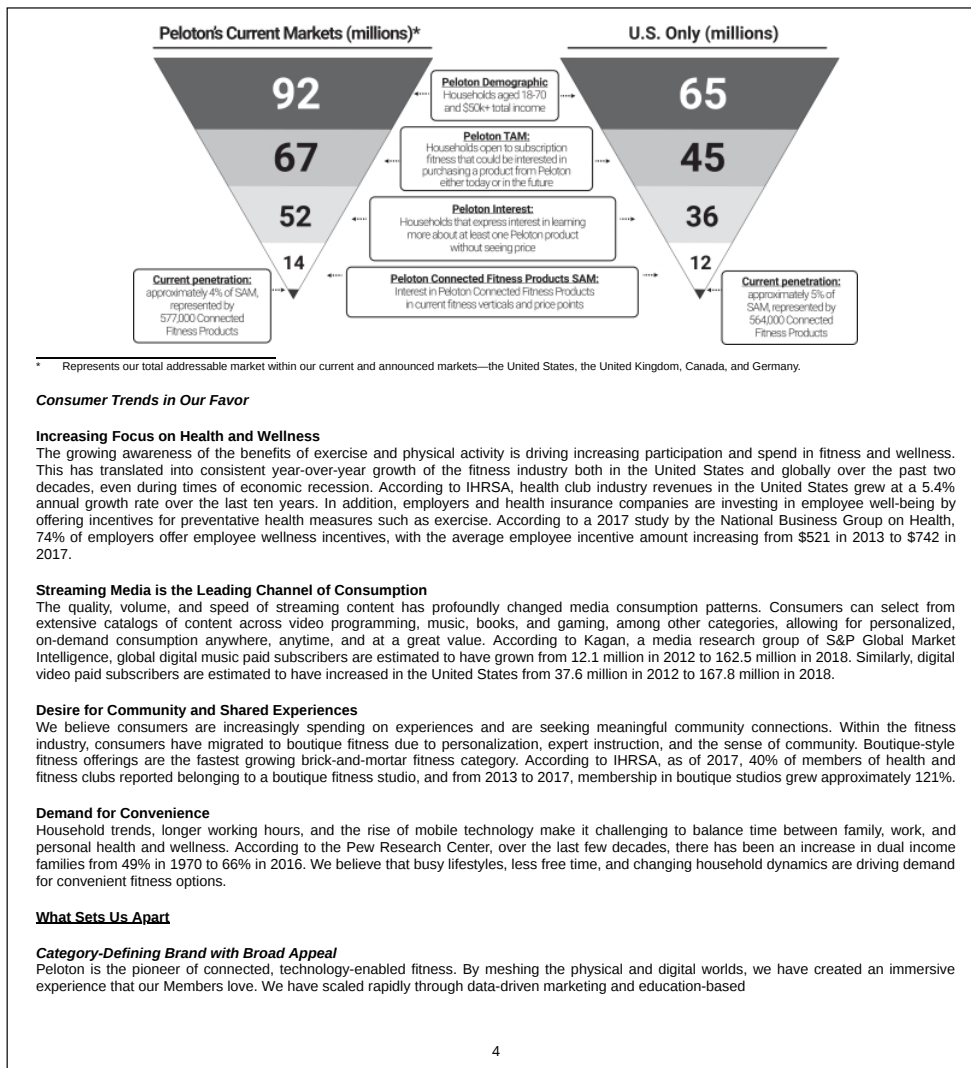 Peloton's Current Markets (millions)*
U.S. Only (millions)
92
Peloton Demographic
Households aged 18-70
and $50k+ total income
65
67
Peloton TAM:
Households open to subscription
fitness that could be interested in
purchasing a product from Peloton
either today or in the future
45
52
Peloton Interest:
Households that express interest in learning
more about at least one Peloton product
without seeing price
36
14
Peloton Connected Fitness Products SAM:
Interest in Peloton Connected Fitness Products
in current fitness verticals and price points
12
Current penetration:
approximately 4% of SAM,
represented by
577,000 Connected
Fitness Products
Current penetration:
approximately 5% of
SAM, represented by
564,000 Connected
Fitness Products
* Represents our total addressable market within our current and announced markets—the United States, the United Kingdom, Canada, and Germany.
Consumer Trends in Our Favor
Increasing Focus on Health and Wellness
The growing awareness of the benefits of exercise and physical activity is driving increasing participation and spend in fitness and wellness.
This has translated into consistent year-over-year growth of the fitness industry both in the United States and globally over the past two
decades, even during times of economic recession. According to IHRSA, health club industry revenues in the United States grew at a 5.4%
annual growth rate over the last ten years. In addition, employers and health insurance companies are investing in employee well-being by
offering incentives for preventative health measures such as exercise. According to a 2017 study by the National Business Group on Health,
74% of employers offer employee wellness incentives, with the average employee incentive amount increasing from $521 in 2013 to $742 in
2017.
Streaming Media is the Leading Channel of Consumption
The quality, volume, and speed of streaming content has profoundly changed media consumption patterns. Consumers can select from
extensive catalogs of content across video programming, music, books, and gaming, among other categories, allowing for personalized,
on-demand consumption anywhere, anytime, and at a great value. According to Kagan, a media research group of S&P Global Market
Intelligence, global digital music paid subscribers are estimated to have grown from 12.1 million in 2012 to 162.5 million in 2018. Similarly, digital
video paid subscribers are estimated to have increased in the United States from 37.6 million in 2012 to 167.8 million in 2018.
Desire for Community and Shared Experiences
We believe consumers are increasingly spending on experiences and are seeking meaningful community connections. Within the fitness
industry, consumers have migrated to boutique fitness due to personalization, expert instruction, and the sense of community. Boutique-style
fitness offerings are the fastest growing brick-and-mortar fitness category. According to IHRSA, as of 2017, 40% of members of health and
fitness clubs reported belonging to a boutique fitness studio, and from 2013 to 2017, membership in boutique studios grew approximately 121%.
Demand for Convenience
Household trends, longer working hours, and the rise of mobile technology make it challenging to balance time between family, work, and
personal health and wellness. According to the Pew Research Center, over the last few decades, there has been an increase in dual income
families from 49% in 1970 to 66% in 2016. We believe that busy lifestyles, less free time, and changing household dynamics are driving demand
for convenient fitness options.
What Sets Us Apart
Category-Defining Brand with Broad Appeal
Peloton is the pioneer of connected, technology-enabled fitness. By meshing the physical and digital worlds, we have created an immersive
experience that our Members love. We have scaled rapidly through data-driven marketing and education-based
4